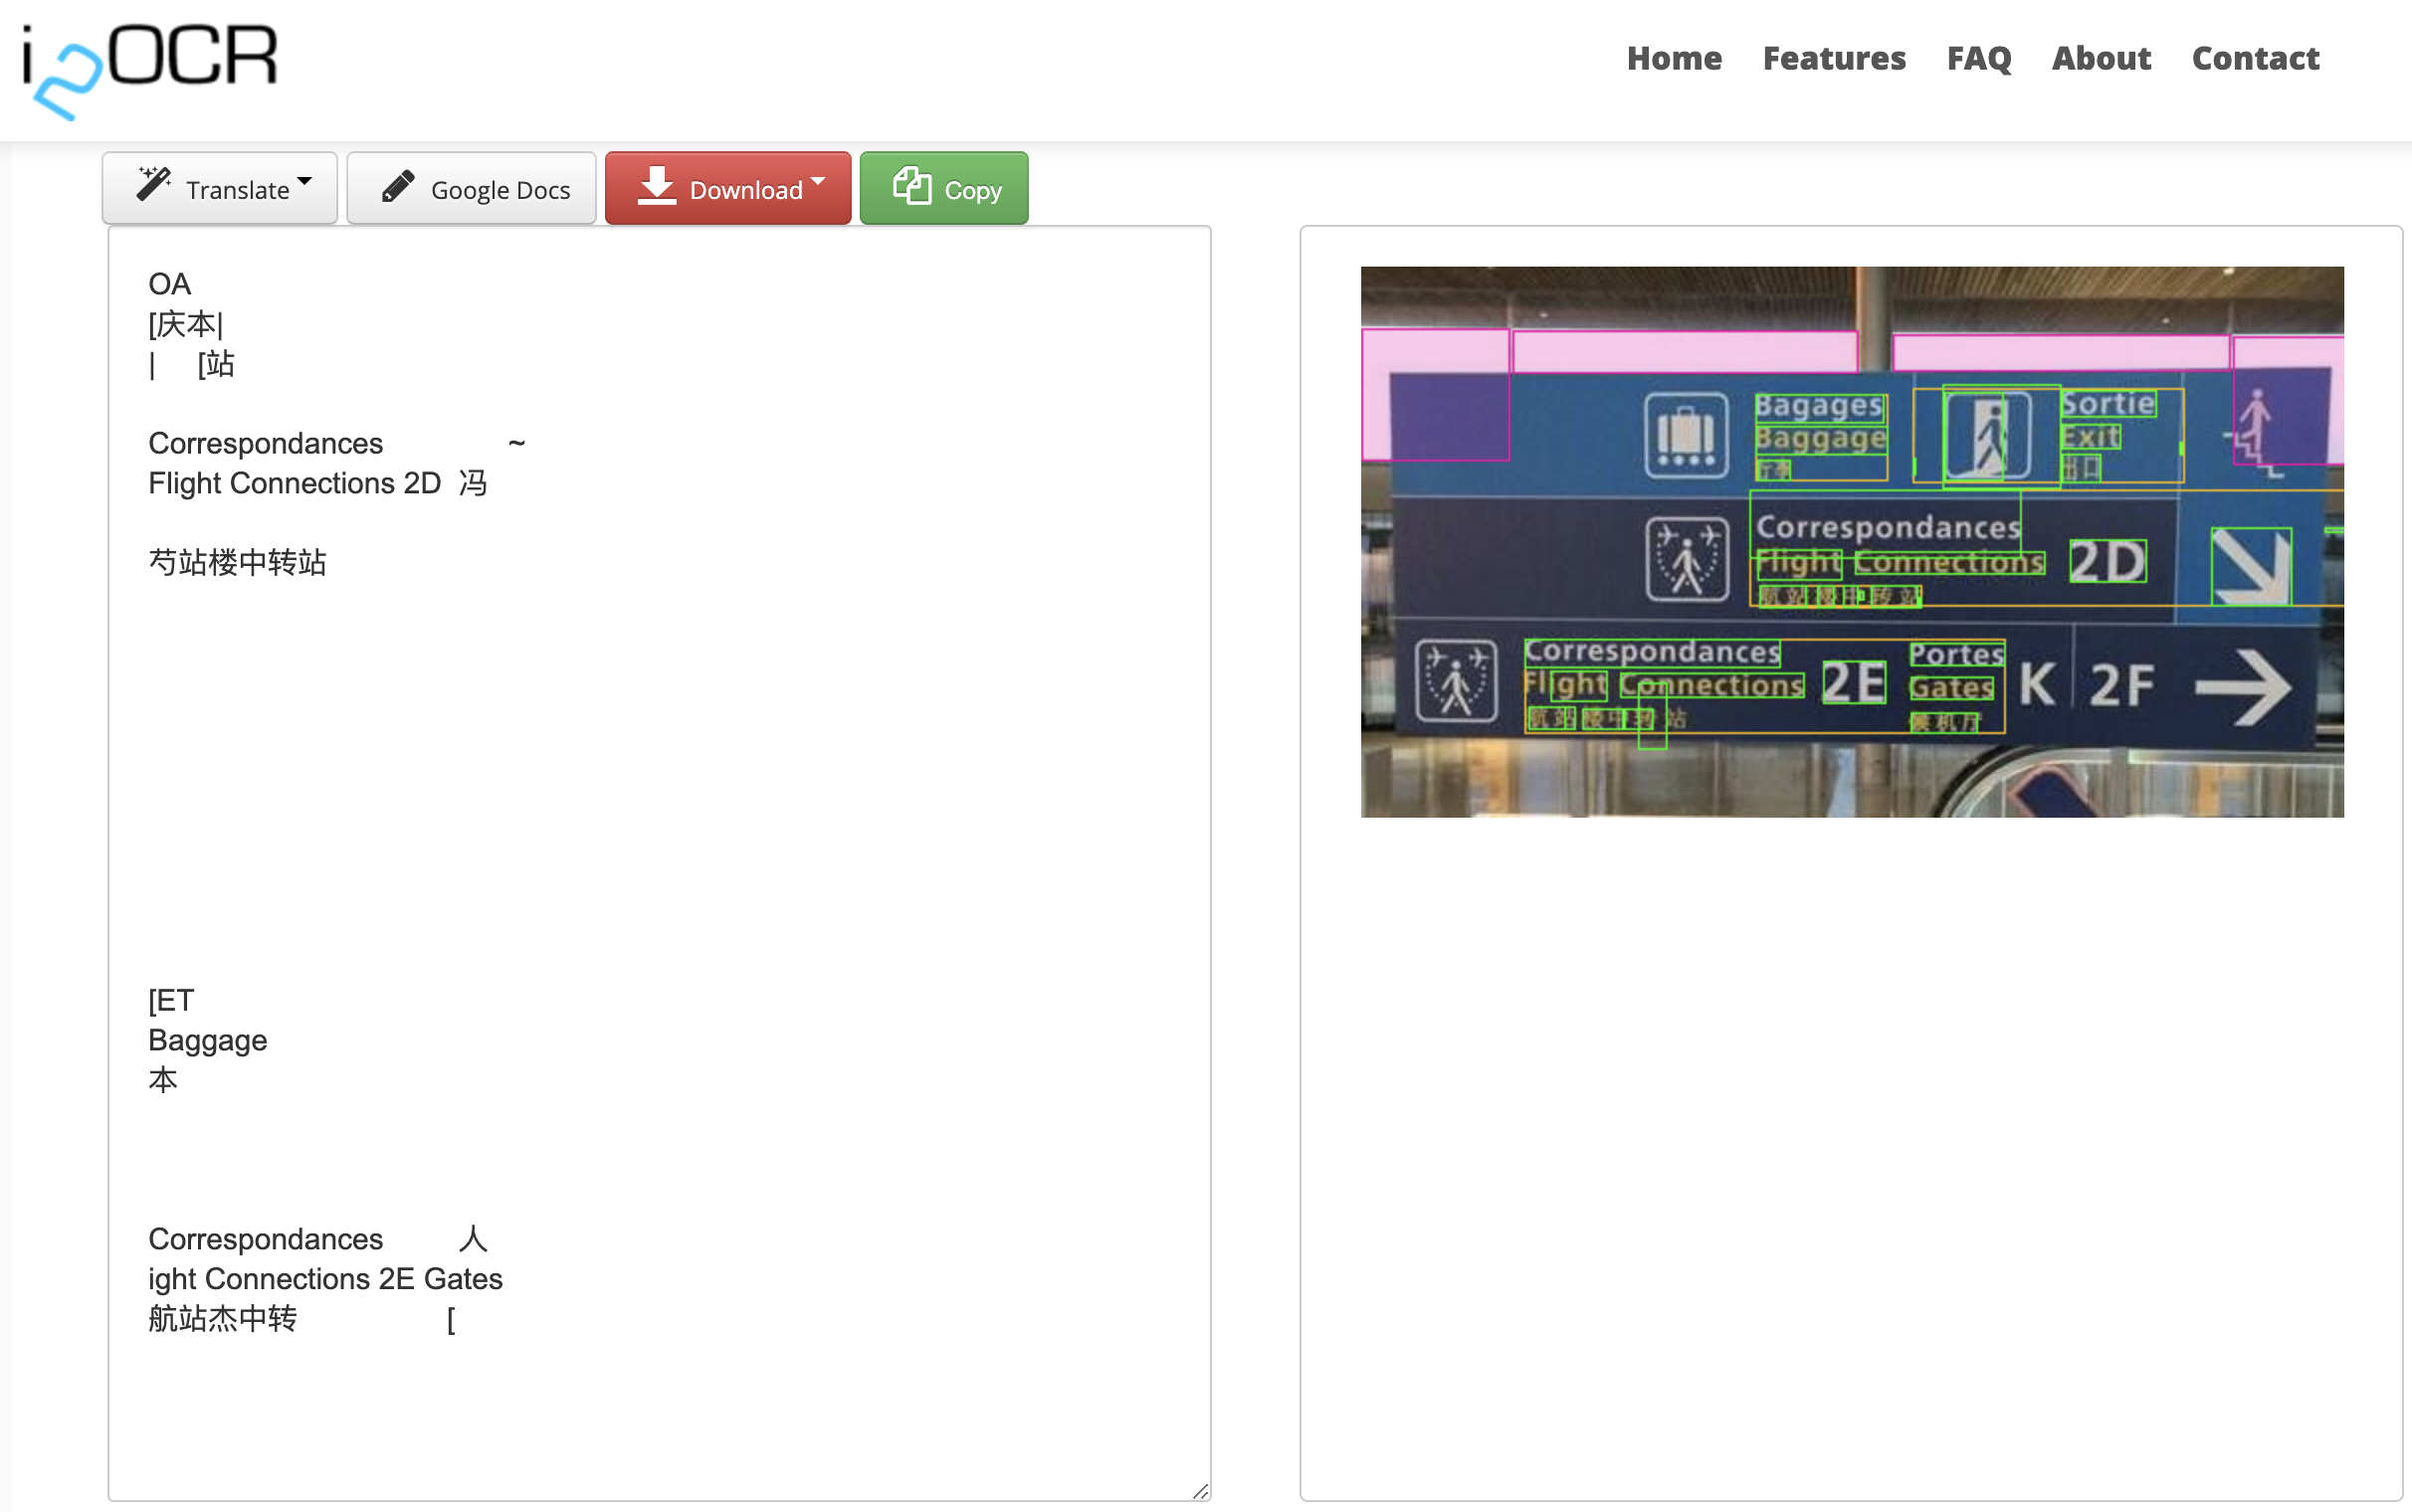 i2OCR
Home Features FAQ About Contact
Translate Google Docs Download Copy
OA
[庆本|
| [站
Correspondances ~
Flight Connections 2D 冯
芍站楼中转站
[ET
Baggage
本
Correspondances 人
ight Connections 2E Gates
航站杰中转 [
Bagages
Baggage
行李
Sortie
Exit
出口
Correspondances
Flight Connections 2D
航站楼中转站
Correspondances
Flight Connections 2E
航站楼中转站
Portes
Gates
候机厅
K 2F